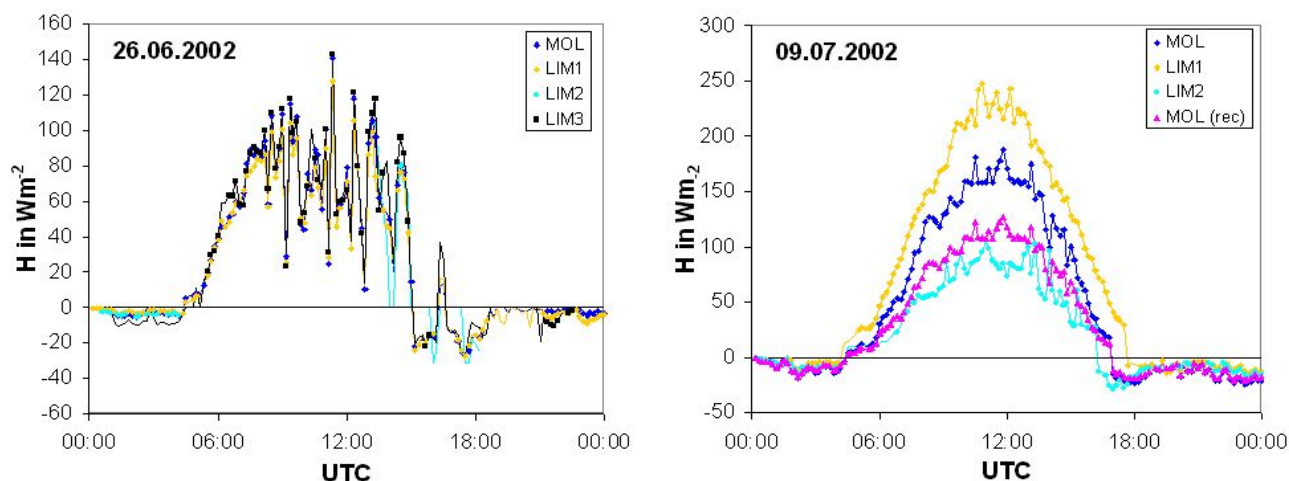 26.06.2002
MOL
LIM1
LIM2
LIM3
H in Wm-2
160
140
120
100
80
60
40
20
0
-20
-40
-60
00:00 06:00 12:00 18:00 00:00
UTC
09.07.2002
MOL
LIM1
LIM2
MOL (rec)
H in Wm-2
300
250
200
150
100
50
0
-50
00:00 06:00 12:00 18:00 00:00
UTC